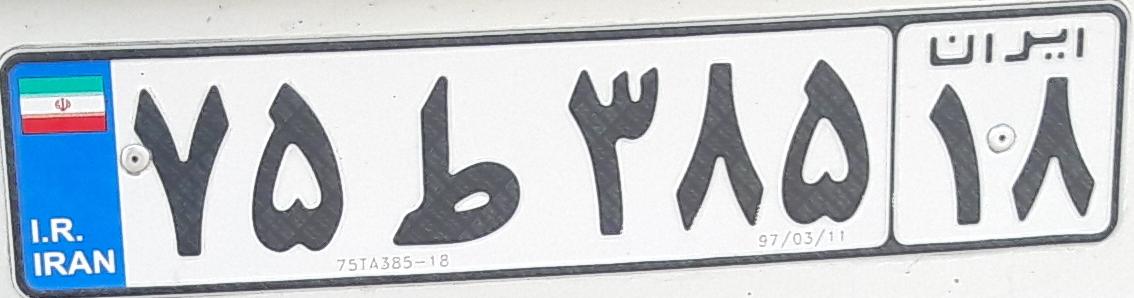 I.R.
IRAN
۷۵ ط ۳۸۵
ایران
۱۸
75TA385-18
97/03/11